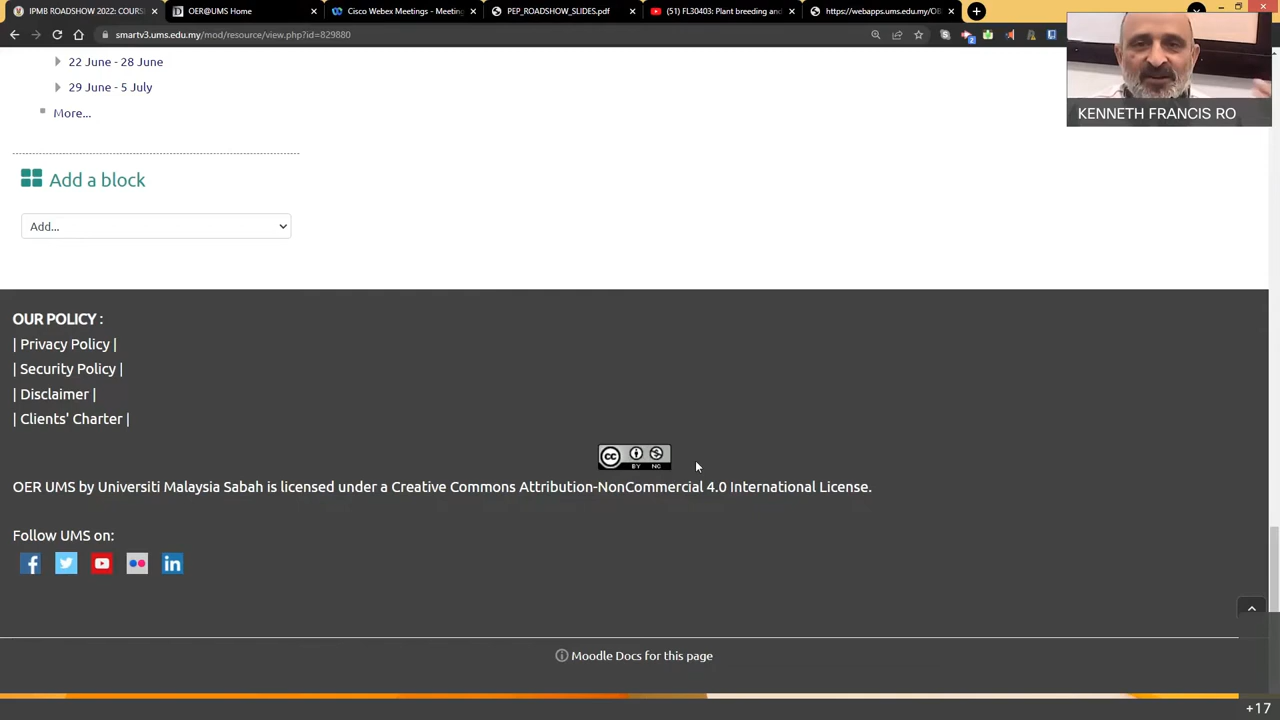 IPMB ROADSHOW 2022: COURS
OER@UMS Home
Cisco Webex Meetings - Meeting
PEP_ROADSHOW_SLIDES.pdf
(51) FL30403: Plant breeding and
https://webapps.ums.edu.my/OE
smartv3.ums.edu.my/mod/resource/view.php?id=829880
2
KENNETH FRANCIS RO
22 June - 28 June
29 June - 5 July
More...
Add a block
Add...
OUR POLICY :
| Privacy Policy |
| Security Policy |
| Disclaimer |
| Clients' Charter |
cc
BY NC
OER UMS by Universiti Malaysia Sabah is licensed under a Creative Commons Attribution-NonCommercial 4.0 International License.
Follow UMS on:
Moodle Docs for this page
+17